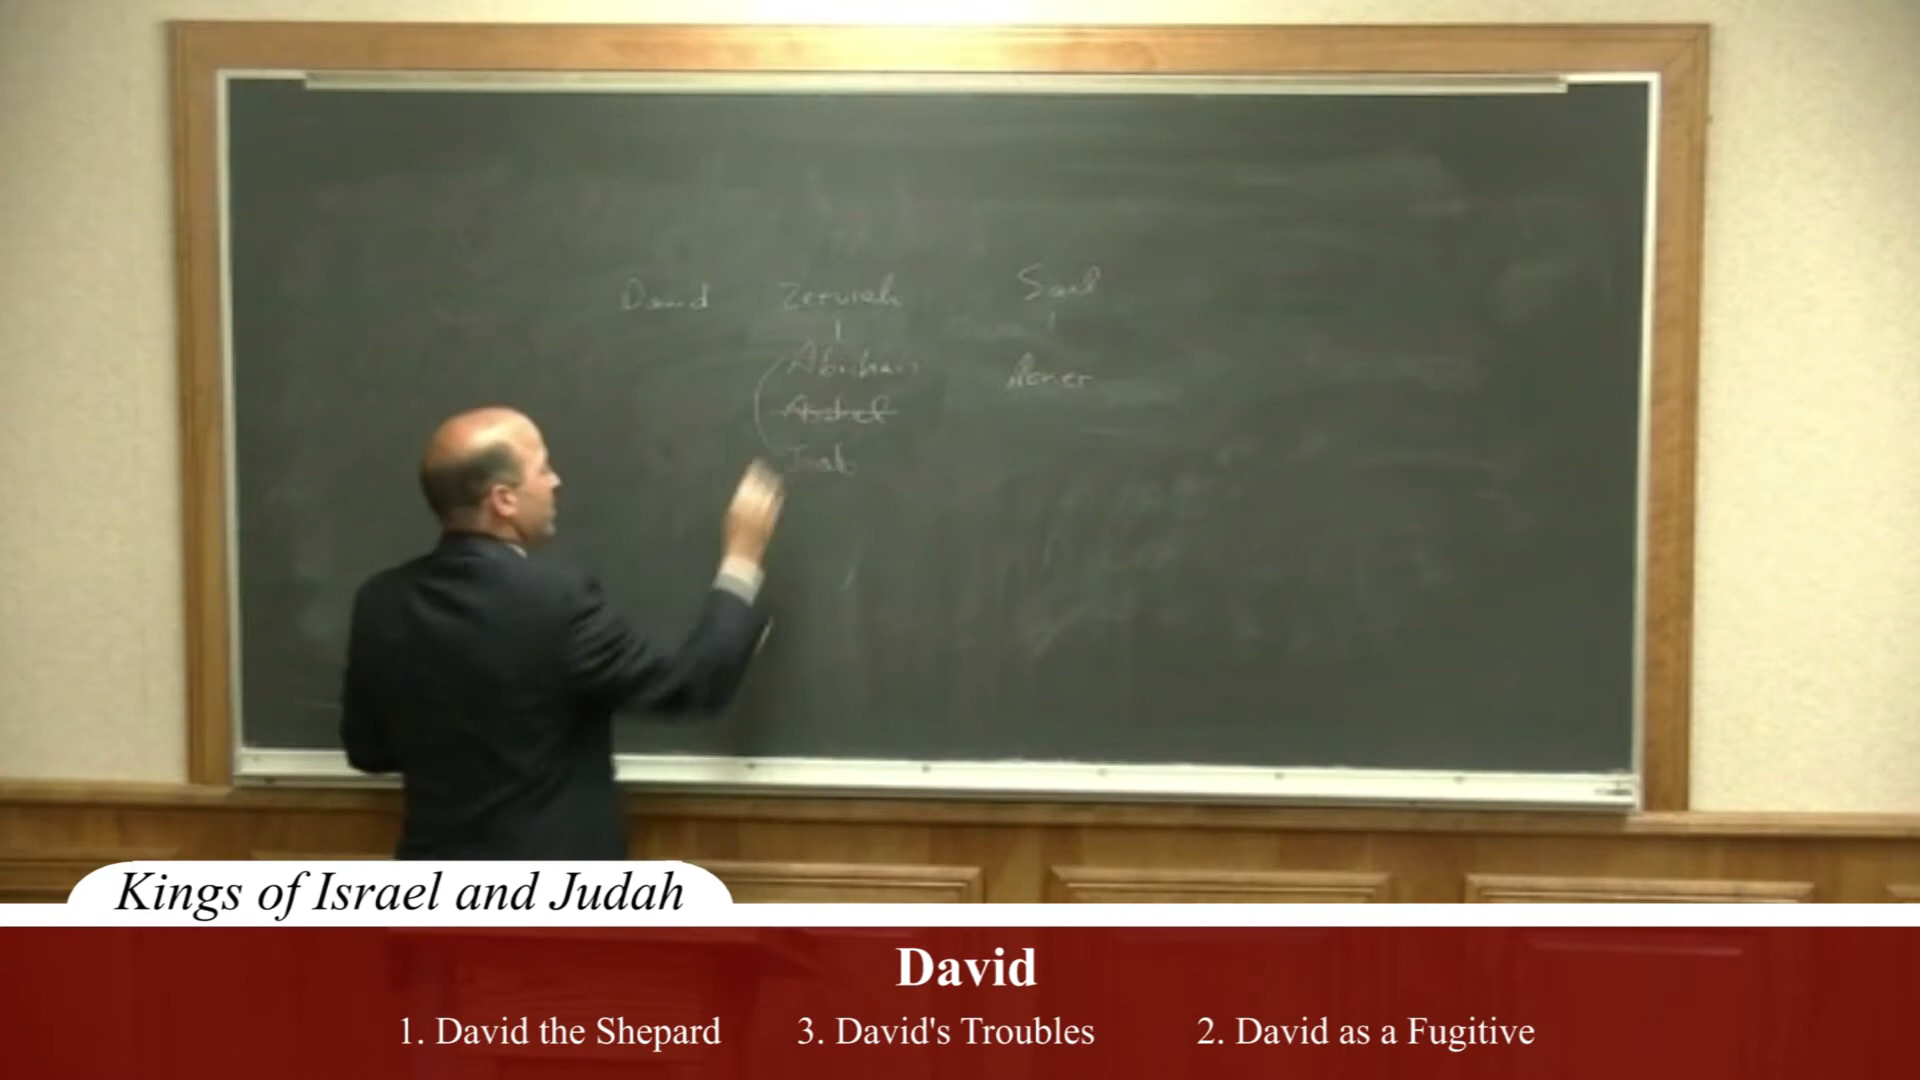 David Zeruiah Saul
Abishai Abner
Asahel
Joab
Kings of Israel and Judah
David
1. David the Shepard 3. David's Troubles 2. David as a Fugitive